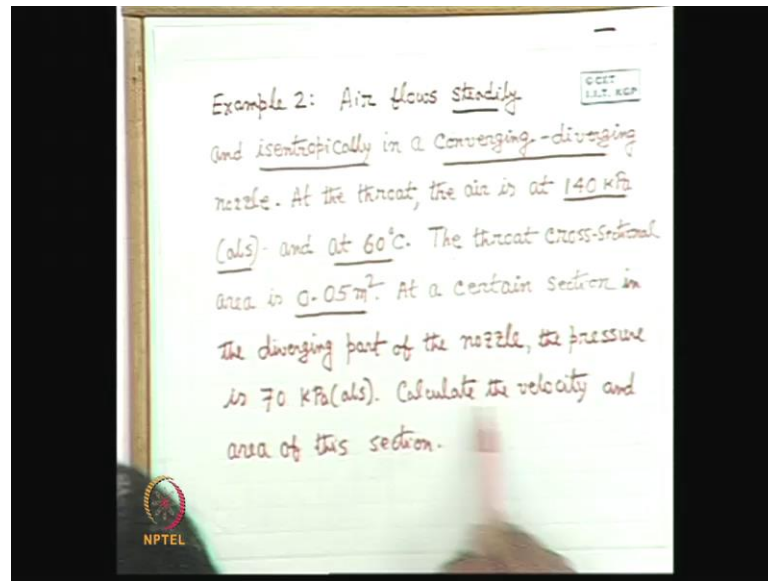 Example 2: Air flows steadily
C CET
I.I.T. KGP
and isentropically in a Converging-diverging
nozzle. At the throat, the air is at 140 kPa
(abs). and at 60°C. The throat cross-sectional
area is 0.05 m². At a certain section in
the diverging part of the nozzle, the pressure
is 70 kPa(abs). Calculate the velocity and
area of this section.
NPTEL